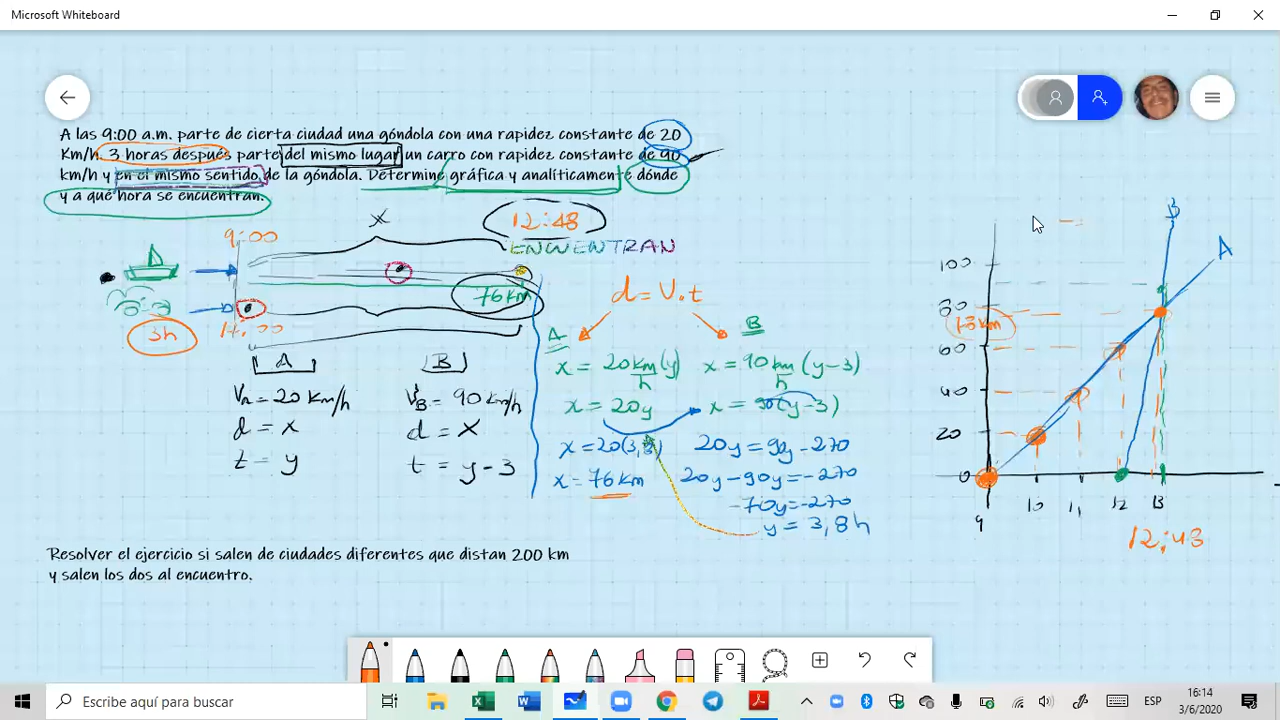 Microsoft Whiteboard
A las 9:00 a.m. parte de cierta ciudad una góndola con una rapidez constante de 20
Km/h. 3 horas después parte del mismo lugar un carro con rapidez constante de 90
km/h y en el mismo sentido de la góndola. Determine gráfica y analíticamente dónde
y a qué hora se encuentran.
x
12:48
ENCUENTRAN
9:00
76 km
3h
A
V = 20 km/h
d = x
t = y
B
VB = 90 km/h
d = x
t = y - 3
d = v.t
A
x = 20 km/h (y)
x = 20y
x = 20(3,8)
x = 76 km
B
x = 90 km/h (y-3)
x = 90(y-3)
20y = 90y - 270
20y - 90y = -270
-70y = -270
y = 3,8 h
B
A
100
80
60
40
20
0
9
10
11
12
13
Resolver el ejercicio si salen de ciudades diferentes que distan 200 km
y salen los dos al encuentro.
Escribe aquí para buscar
ESP
16:14
3/6/2020